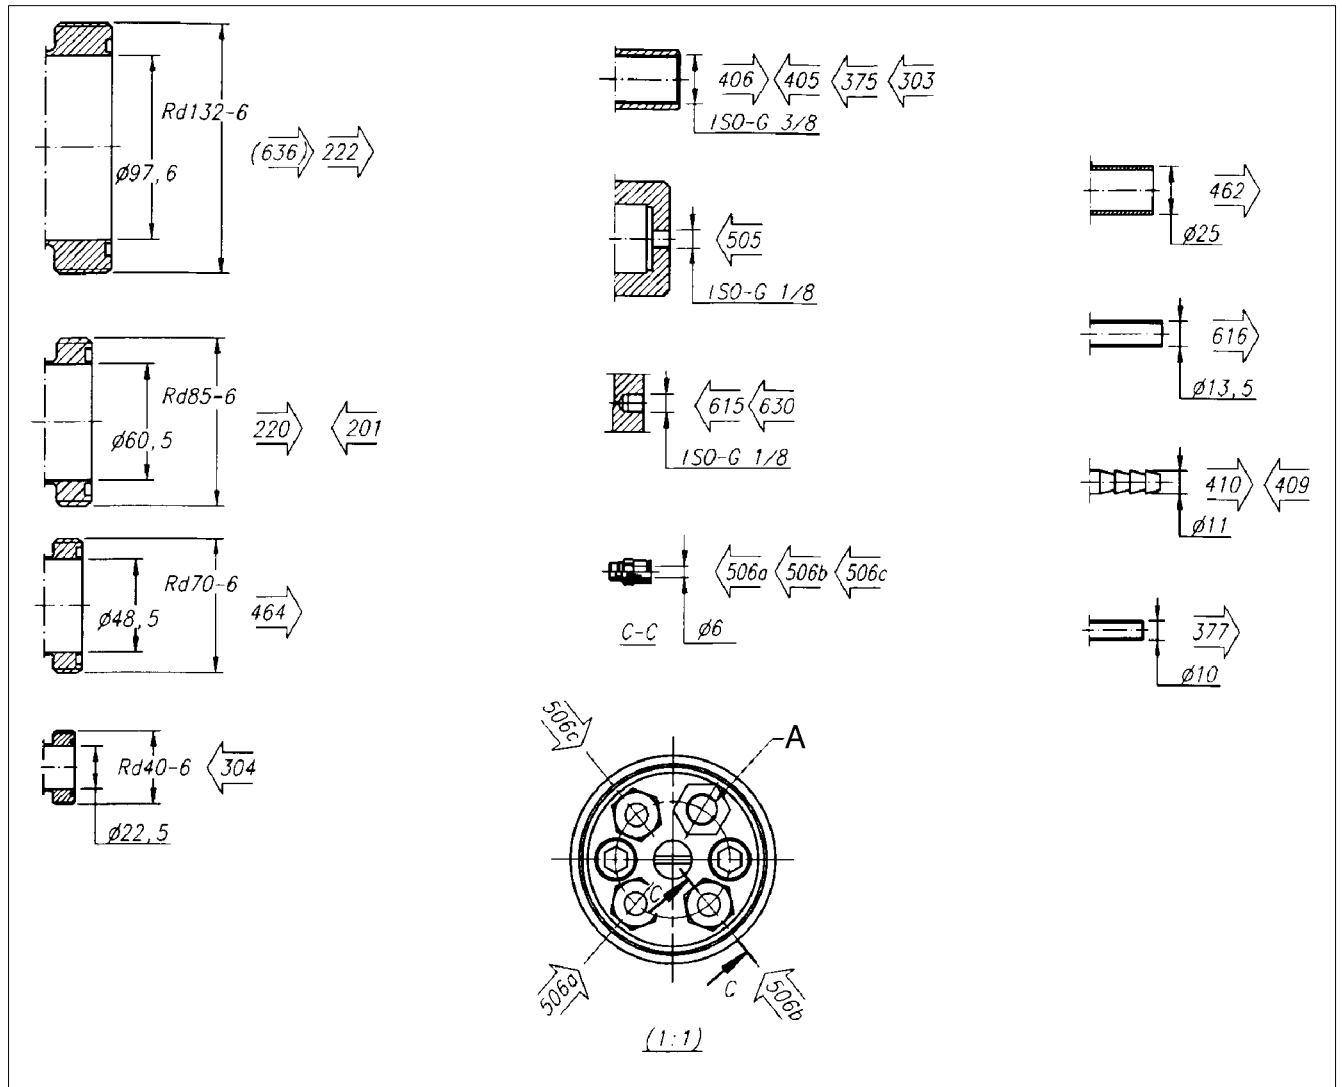 Rd132-6
ø97,6
(636) 222
Rd85-6
ø60,5
220 201
Rd70-6
ø48,5
464
Rd40-6 304
ø22,5
406 405 375 303
ISO-G 3/8
505
ISO-G 1/8
615 630
ISO-G 1/8
506a 506b 506c
C-C ø6
506c
A
C
C
506a
506b
(1:1)
462
ø25
616
ø13,5
410 409
ø11
377
ø10